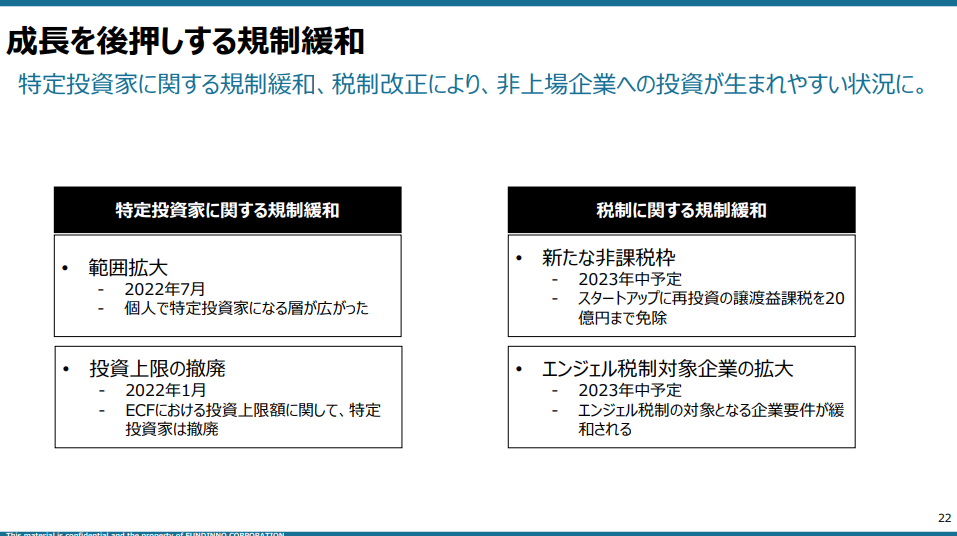 成長を後押しする規制緩和
特定投資家に関する規制緩和、税制改正により、非上場企業への投資が生まれやすい状況に。
特定投資家に関する規制緩和
• 範囲拡大
- 2022年7月
- 個人で特定投資家になる層が広がった
• 投資上限の撤廃
- 2022年1月
- ECFにおける投資上限額に関して、特定
投資家は撤廃
税制に関する規制緩和
• 新たな非課税枠
- 2023年中予定
- スタートアップに再投資の譲渡益課税を20
億円まで免除
• エンジェル税制対象企業の拡大
- 2023年中予定
- エンジェル税制の対象となる企業要件が緩
和される
22
This material is confidential and the property of FUNDINNO CORPORATION